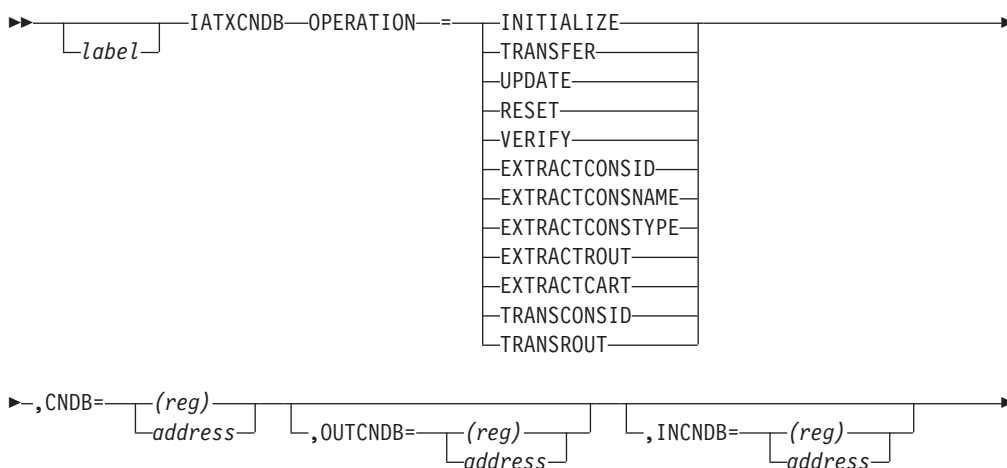 IATXCNDB OPERATION = INITIALIZE
label TRANSFER
UPDATE
RESET
VERIFY
EXTRACTCONSID
EXTRACTCONSNAME
EXTRACTCONSTYPE
EXTRACTROUT
EXTRACTCART
TRANSCONSID
TRANSROUT
,CNDB= (reg) ,OUTCNDB= (reg) ,INCNDB= (reg)
address address address